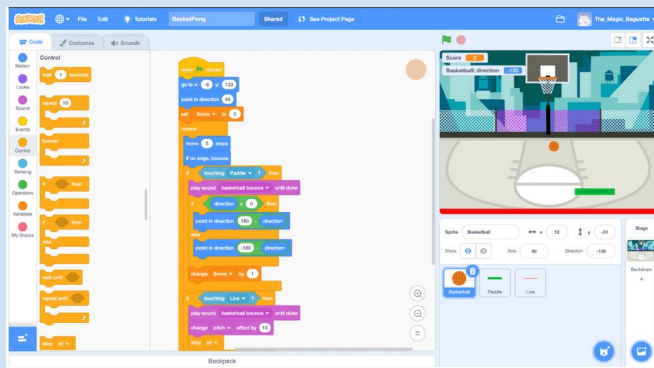 SCRATCH
File
Edit
Tutorials
BasketPong
Shared
See Project Page
The_Magic_Baguette
Code
Costumes
Sounds
Motion
Looks
Sound
Events
Control
Sensing
Operators
Variables
My Blocks
Control
wait 1 seconds
repeat 10
forever
if then
if then
else
wait until
repeat until
stop all
when clicked
go to x: -6 y: 133
point in direction 45
set Score to 0
forever
move 5 steps
if on edge, bounce
if touching Paddle ? then
play sound basketball bounce until done
if direction > 0 then
point in direction 180 - direction
else
point in direction -180 - direction
change Score by 1
if touching Line ? then
play sound basketball bounce until done
change pitch effect by 10
stop all
Backpack
Score 2
Basketball: direction -135
Sprite Basketball x 12 y -31
Show Size 50 Direction -135
Basketball
Paddle
Line
Stage
Backdrops
4